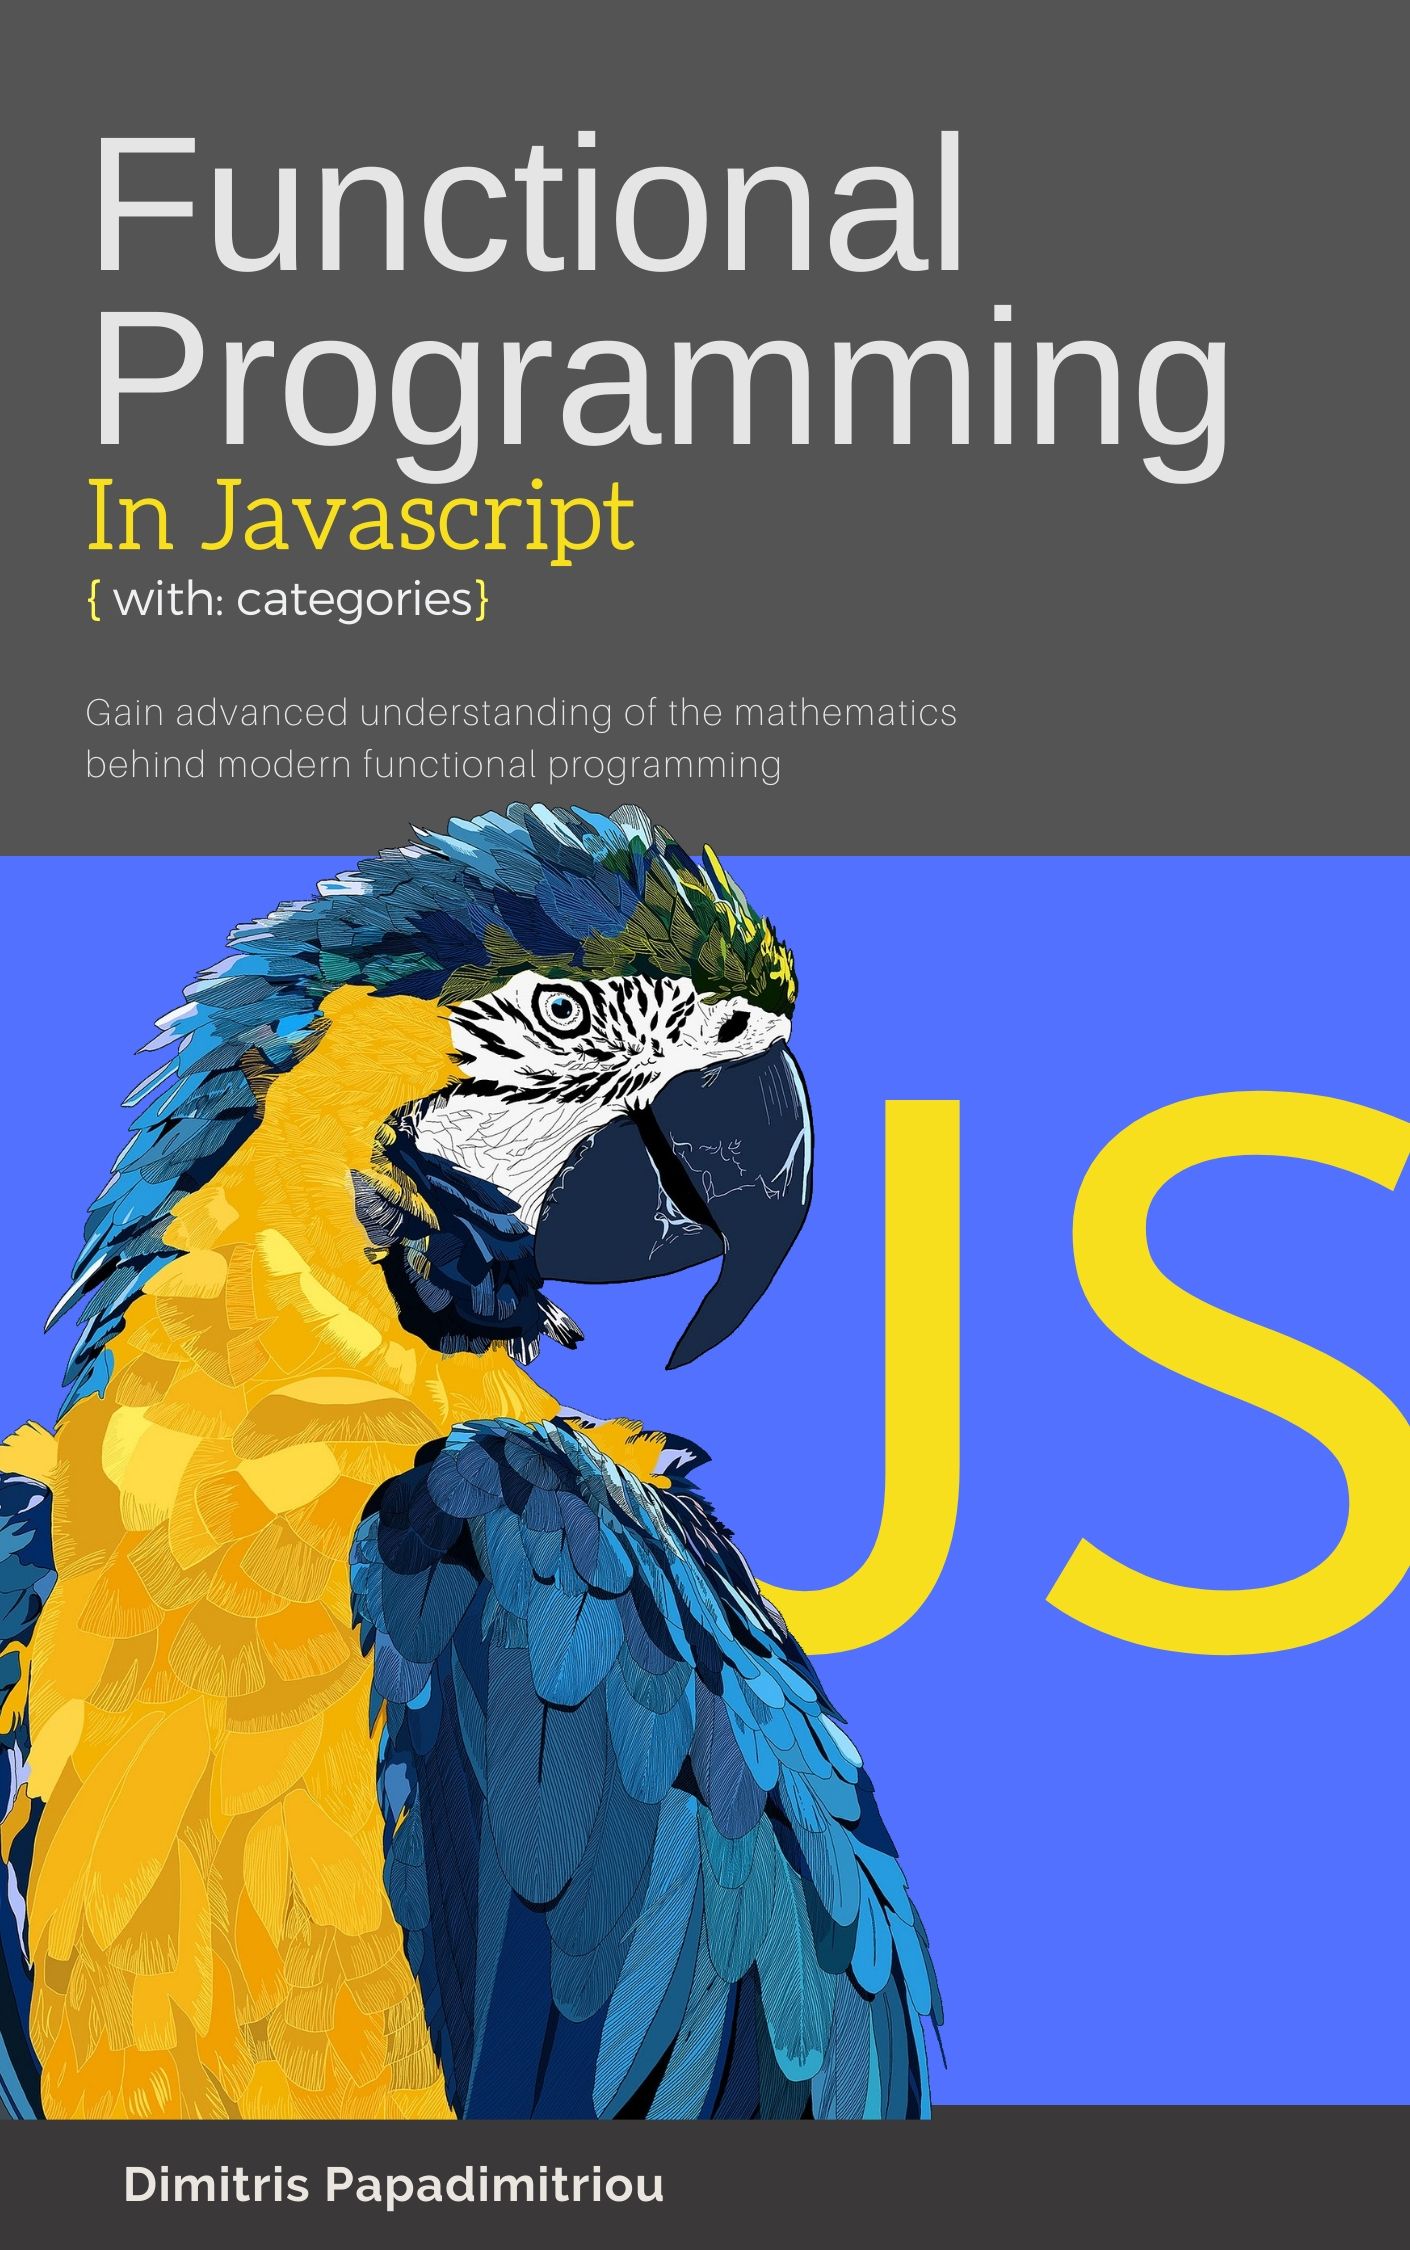 Functional
Programming
In Javascript
{ with: categories}
Gain advanced understanding of the mathematics
behind modern functional programming
JS
Dimitris Papadimitriou